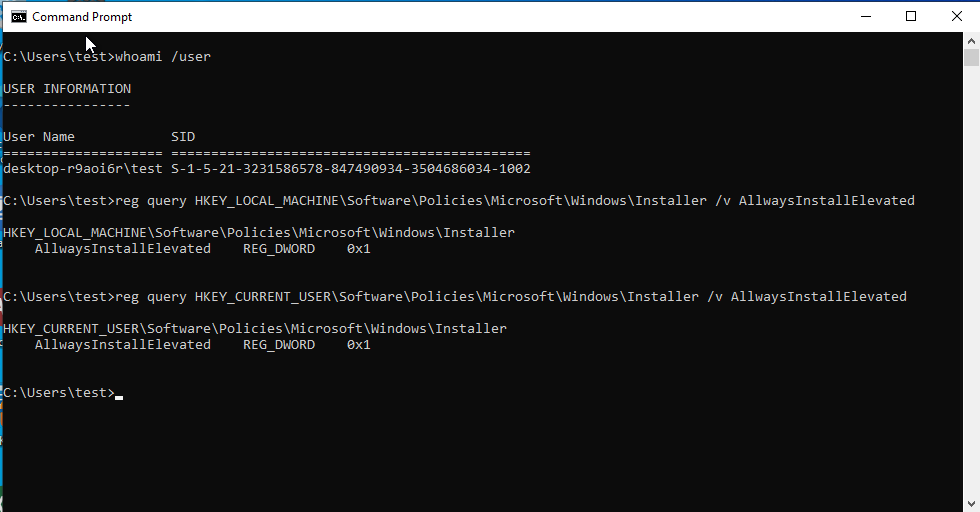 Command Prompt
C:\Users\test>whoami /user
USER INFORMATION
----------------
User Name            SID
==================== =============================================
desktop-r9aoi6r\test S-1-5-21-3231586578-847490934-3504686034-1002
C:\Users\test>reg query HKEY_LOCAL_MACHINE\Software\Policies\Microsoft\Windows\Installer /v AllwaysInstallElevated
HKEY_LOCAL_MACHINE\Software\Policies\Microsoft\Windows\Installer
    AllwaysInstallElevated    REG_DWORD    0x1
C:\Users\test>reg query HKEY_CURRENT_USER\Software\Policies\Microsoft\Windows\Installer /v AllwaysInstallElevated
HKEY_CURRENT_USER\Software\Policies\Microsoft\Windows\Installer
    AllwaysInstallElevated    REG_DWORD    0x1
C:\Users\test>